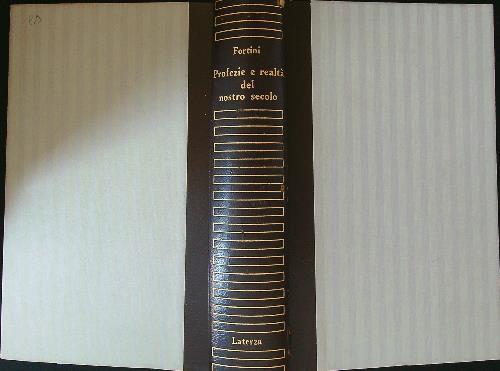 Fortini
Profezie e realtà
del
nostro secolo
Laterza